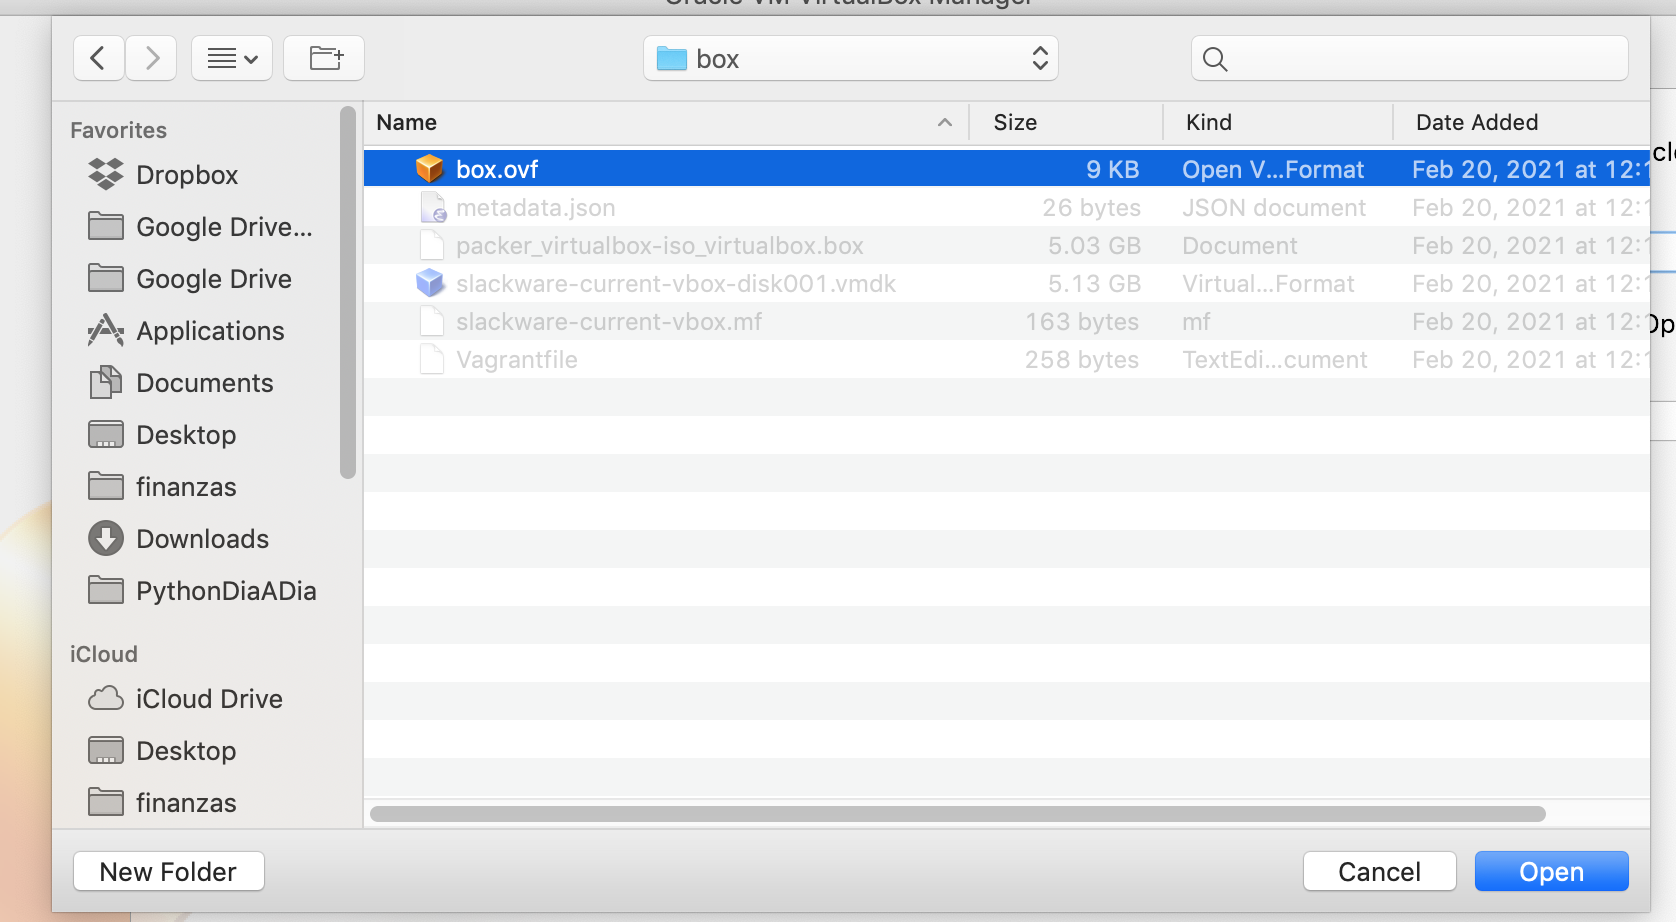 Oracle VM VirtualBox Manager
box
Favorites
Dropbox
Google Drive...
Google Drive
Applications
Documents
Desktop
finanzas
Downloads
PythonDiaADia
iCloud
iCloud Drive
Desktop
finanzas
Name Size Kind Date Added
box.ovf 9 KB Open V...Format Feb 20, 2021 at 12:1
metadata.json 26 bytes JSON document Feb 20, 2021 at 12:1
packer_virtualbox-iso_virtualbox.box 5.03 GB Document Feb 20, 2021 at 12:1
slackware-current-vbox-disk001.vmdk 5.13 GB Virtual...Format Feb 20, 2021 at 12:1
slackware-current-vbox.mf 163 bytes mf Feb 20, 2021 at 12:1
Vagrantfile 258 bytes TextEdi...cument Feb 20, 2021 at 12:1
New Folder
Cancel
Open